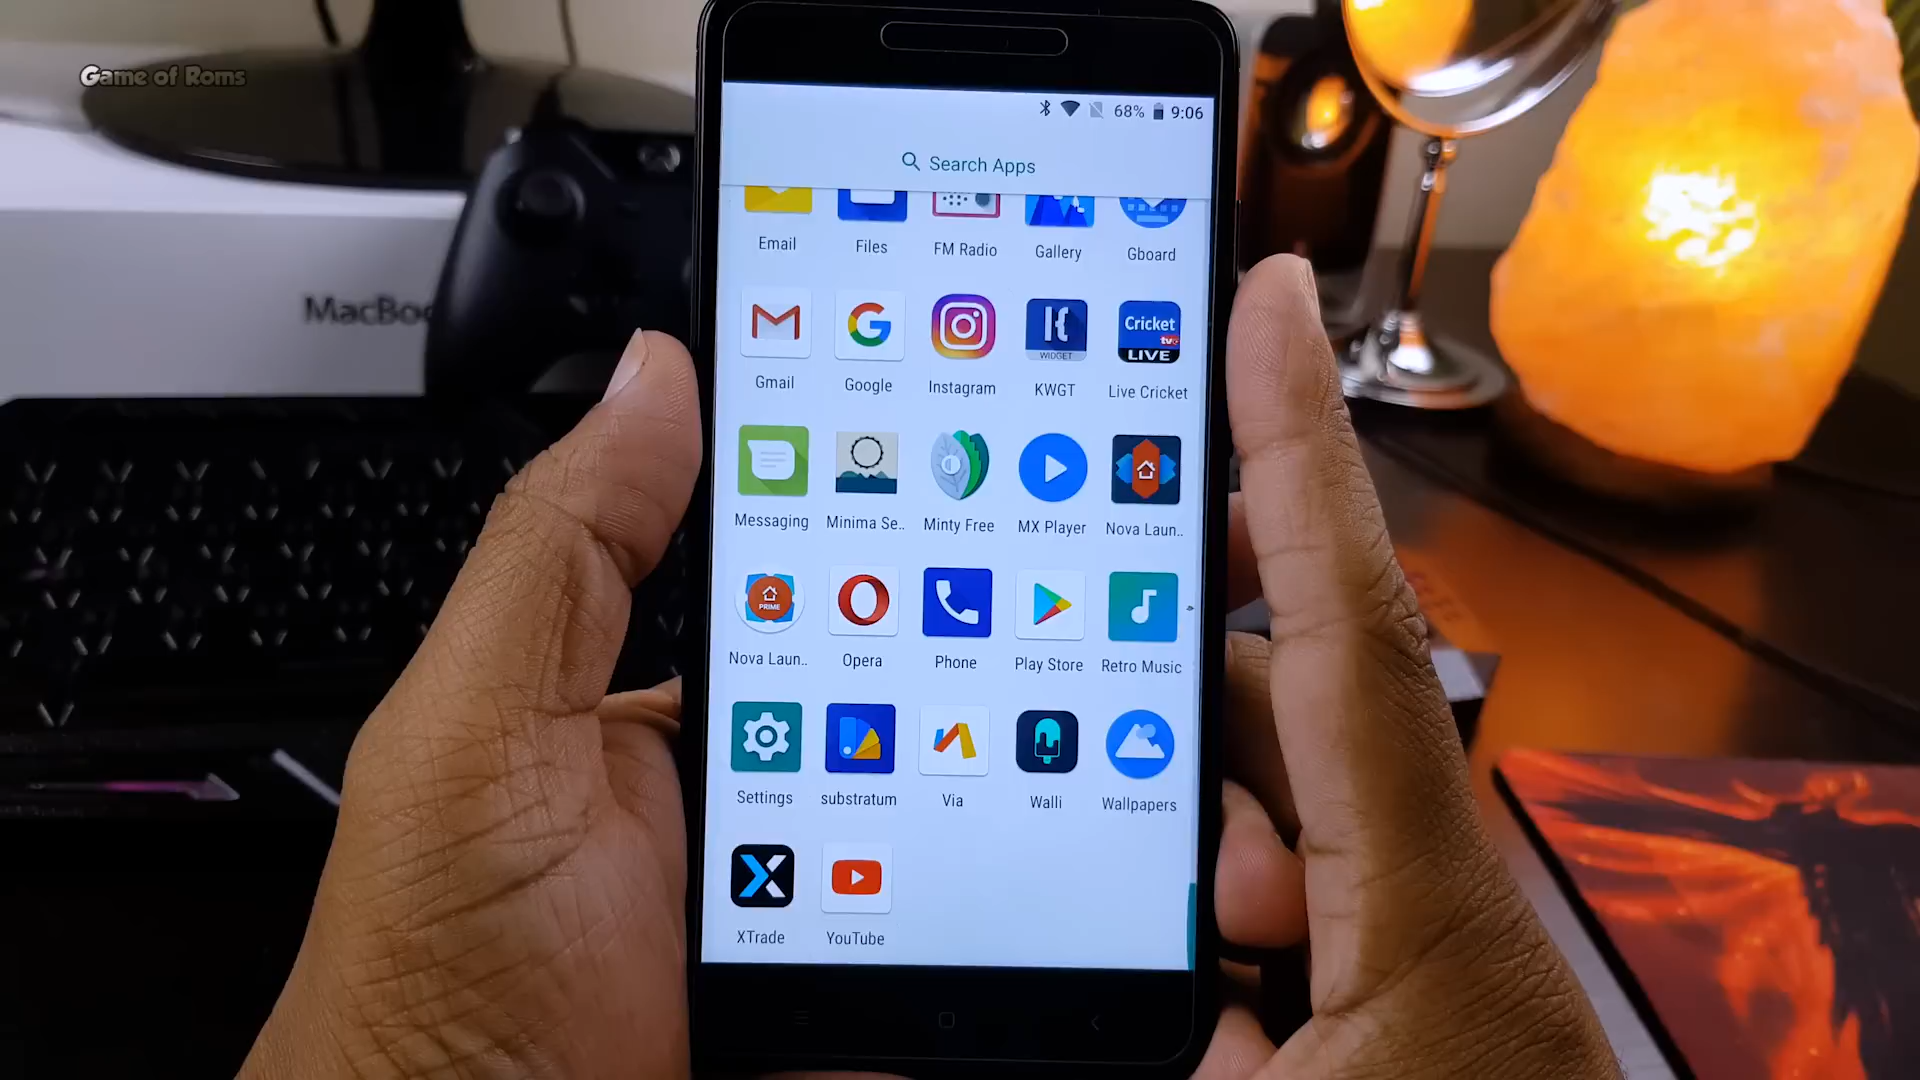 Game of Roms
68% 9:06
Search Apps
Email Files FM Radio Gallery Gboard
MacBoo
WIDGET
Cricket
LIVE
Gmail Google Instagram KWGT Live Cricket
Messaging Minima Se.. Minty Free MX Player Nova Laun..
PRIME
Nova Laun.. Opera Phone Play Store Retro Music
Settings substratum Via Walli Wallpapers
XTrade YouTube